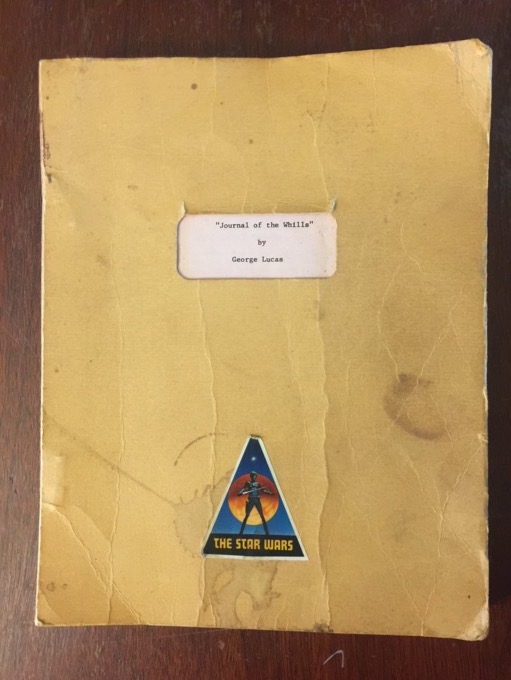 "Journal of the Whills"
by
George Lucas
THE STAR WARS